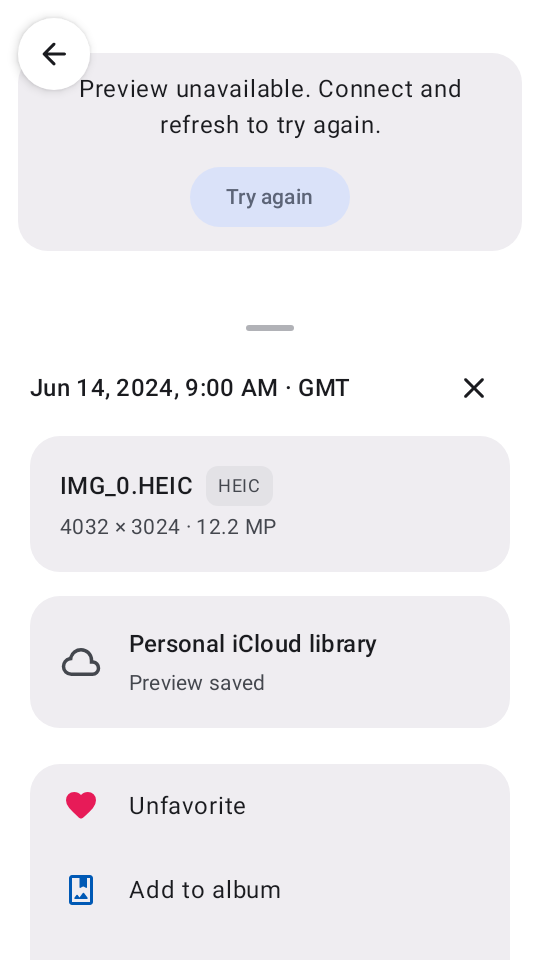 Preview unavailable. Connect and
refresh to try again.
Try again
Jun 14, 2024, 9:00 AM · GMT
IMG_0.HEIC HEIC
4032 × 3024 · 12.2 MP
Personal iCloud library
Preview saved
Unfavorite
Add to album